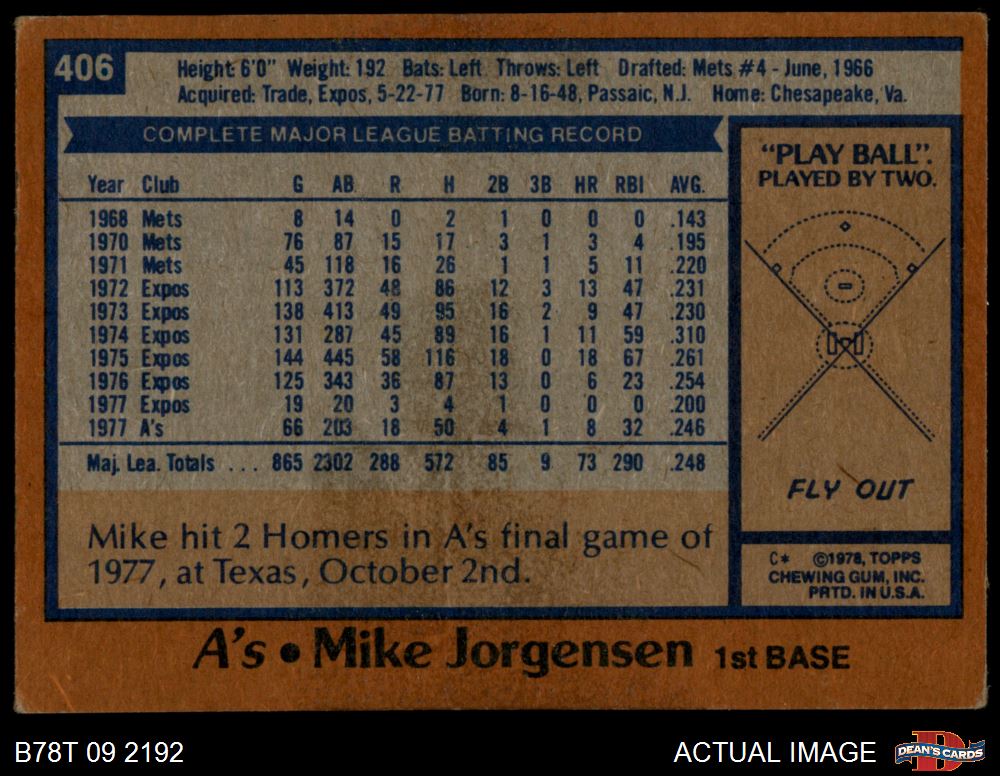 406
Height: 6'0" Weight: 192 Bats: Left Throws: Left Drafted: Mets #4 - June, 1966
Acquired: Trade, Expos, 5-22-77 Born: 8-16-48, Passaic, N.J. Home: Chesapeake, Va.
COMPLETE MAJOR LEAGUE BATTING RECORD
Year Club G AB R H 2B 3B HR RBI AVG.
1968 Mets 8 14 0 2 1 0 0 0 .143
1970 Mets 76 87 15 17 3 1 3 4 .195
1971 Mets 45 118 16 26 1 1 5 11 .220
1972 Expos 113 372 48 86 12 3 13 47 .231
1973 Expos 138 413 49 95 16 2 9 47 .230
1974 Expos 131 287 45 89 16 1 11 59 .310
1975 Expos 144 445 58 116 18 0 18 67 .261
1976 Expos 125 343 36 87 13 0 6 23 .254
1977 Expos 19 20 3 4 1 0 0 0 .200
1977 A's 66 203 18 50 4 1 8 32 .246
Maj. Lea. Totals ... 865 2302 288 572 85 9 73 290 .248
Mike hit 2 Homers in A's final game of
1977, at Texas, October 2nd.
"PLAY BALL".
PLAYED BY TWO.
FLY OUT
C* ©1978, TOPPS
CHEWING GUM, INC.
PRTD. IN U.S.A.
A's • Mike Jorgensen 1st BASE
B78T 09 2192 ACTUAL IMAGE
D
DEAN'S CARDS